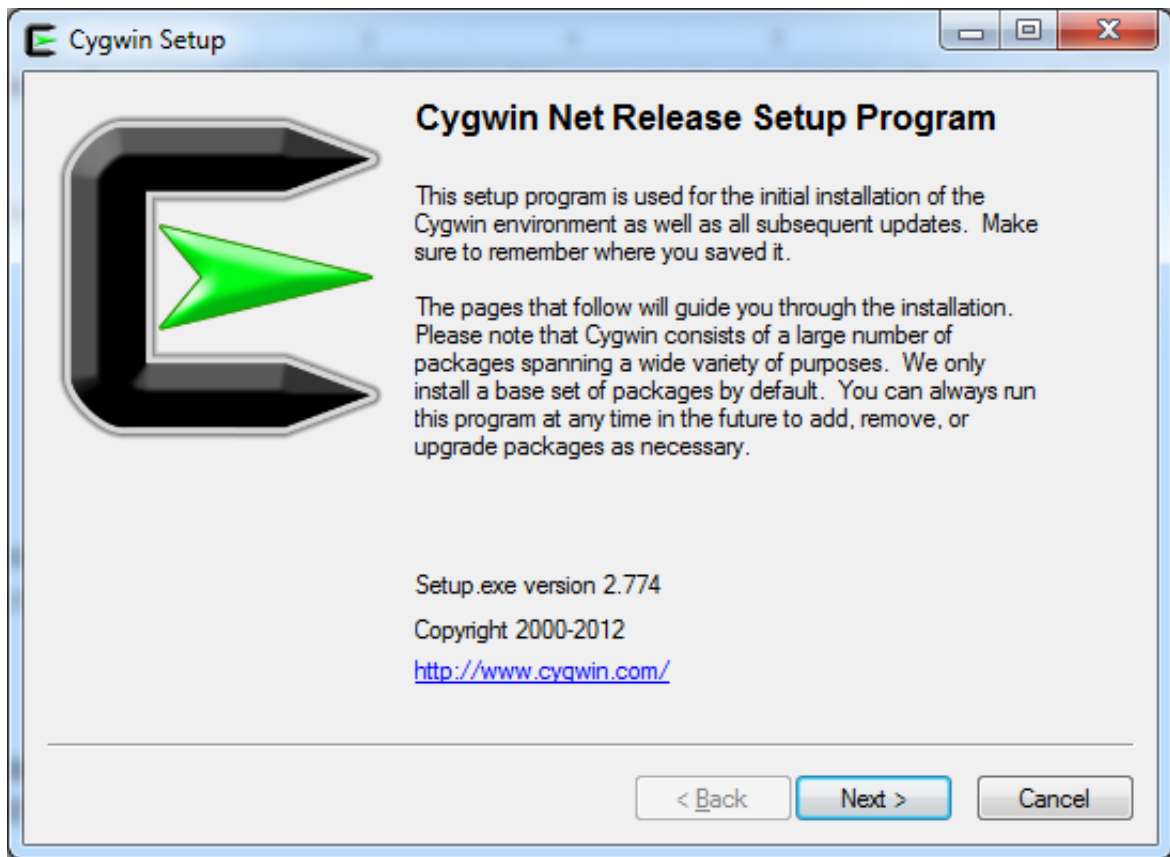 Cygwin Setup
Cygwin Net Release Setup Program
This setup program is used for the initial installation of the
Cygwin environment as well as all subsequent updates.  Make
sure to remember where you saved it.
The pages that follow will guide you through the installation.
Please note that Cygwin consists of a large number of
packages spanning a wide variety of purposes.  We only
install a base set of packages by default.  You can always run
this program at any time in the future to add, remove, or
upgrade packages as necessary.
Setup.exe version 2.774
Copyright 2000-2012
http://www.cygwin.com/
< Back
Next >
Cancel